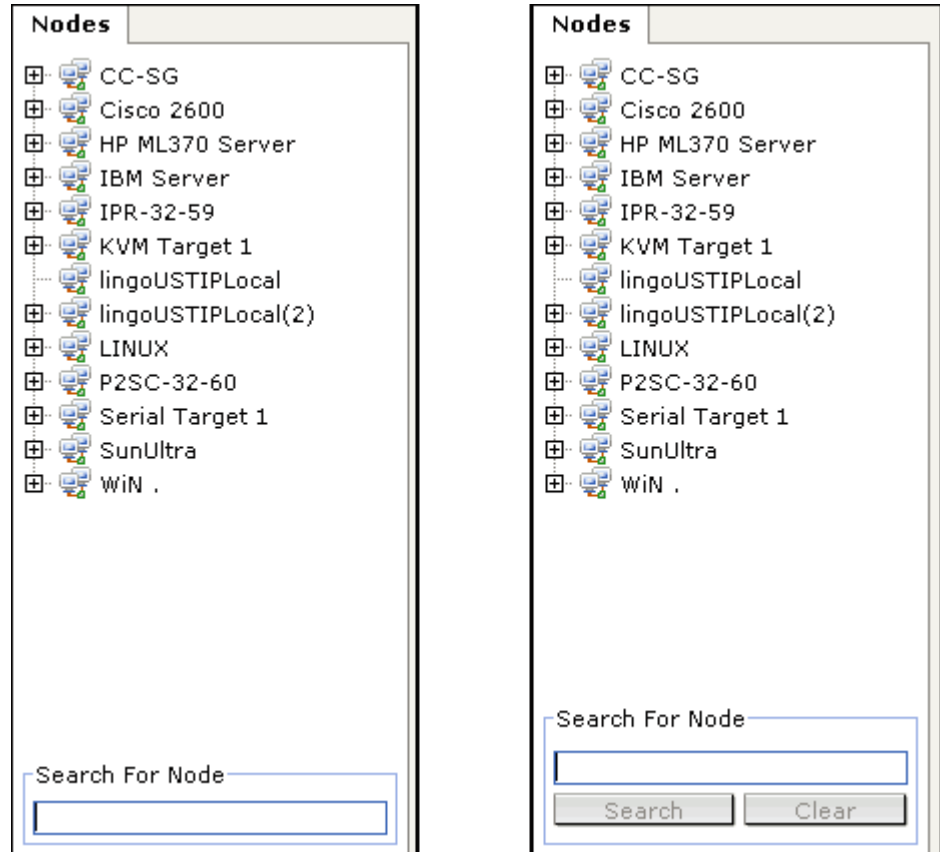 Nodes
CC-SG
Cisco 2600
HP ML370 Server
IBM Server
IPR-32-59
KVM Target 1
lingoUSTIPLocal
lingoUSTIPLocal(2)
LINUX
P2SC-32-60
Serial Target 1
SunUltra
WiN .
Search For Node
Nodes
CC-SG
Cisco 2600
HP ML370 Server
IBM Server
IPR-32-59
KVM Target 1
lingoUSTIPLocal
lingoUSTIPLocal(2)
LINUX
P2SC-32-60
Serial Target 1
SunUltra
WiN .
Search For Node
Search Clear